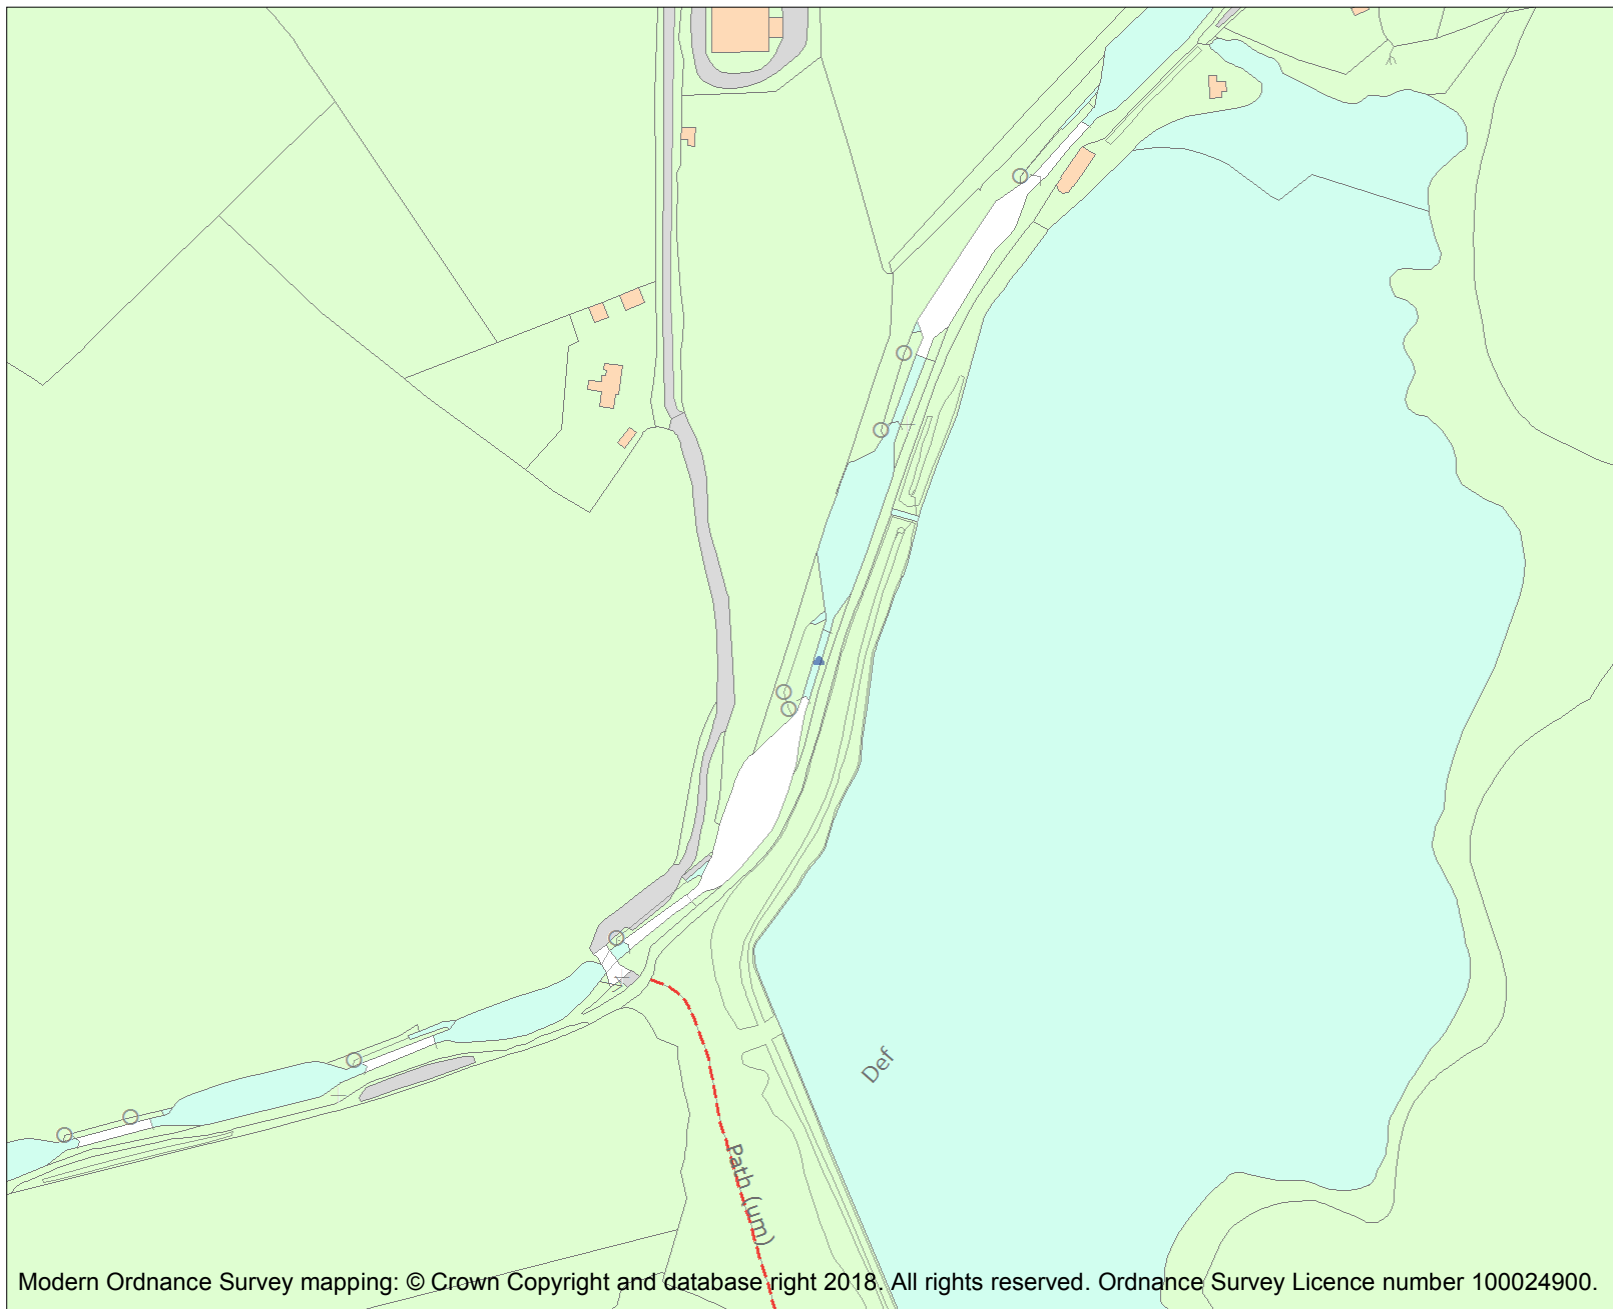 Def
Path (um)
Modern Ordnance Survey mapping: © Crown Copyright and database right 2018. All rights reserved. Ordnance Survey Licence number 100024900.